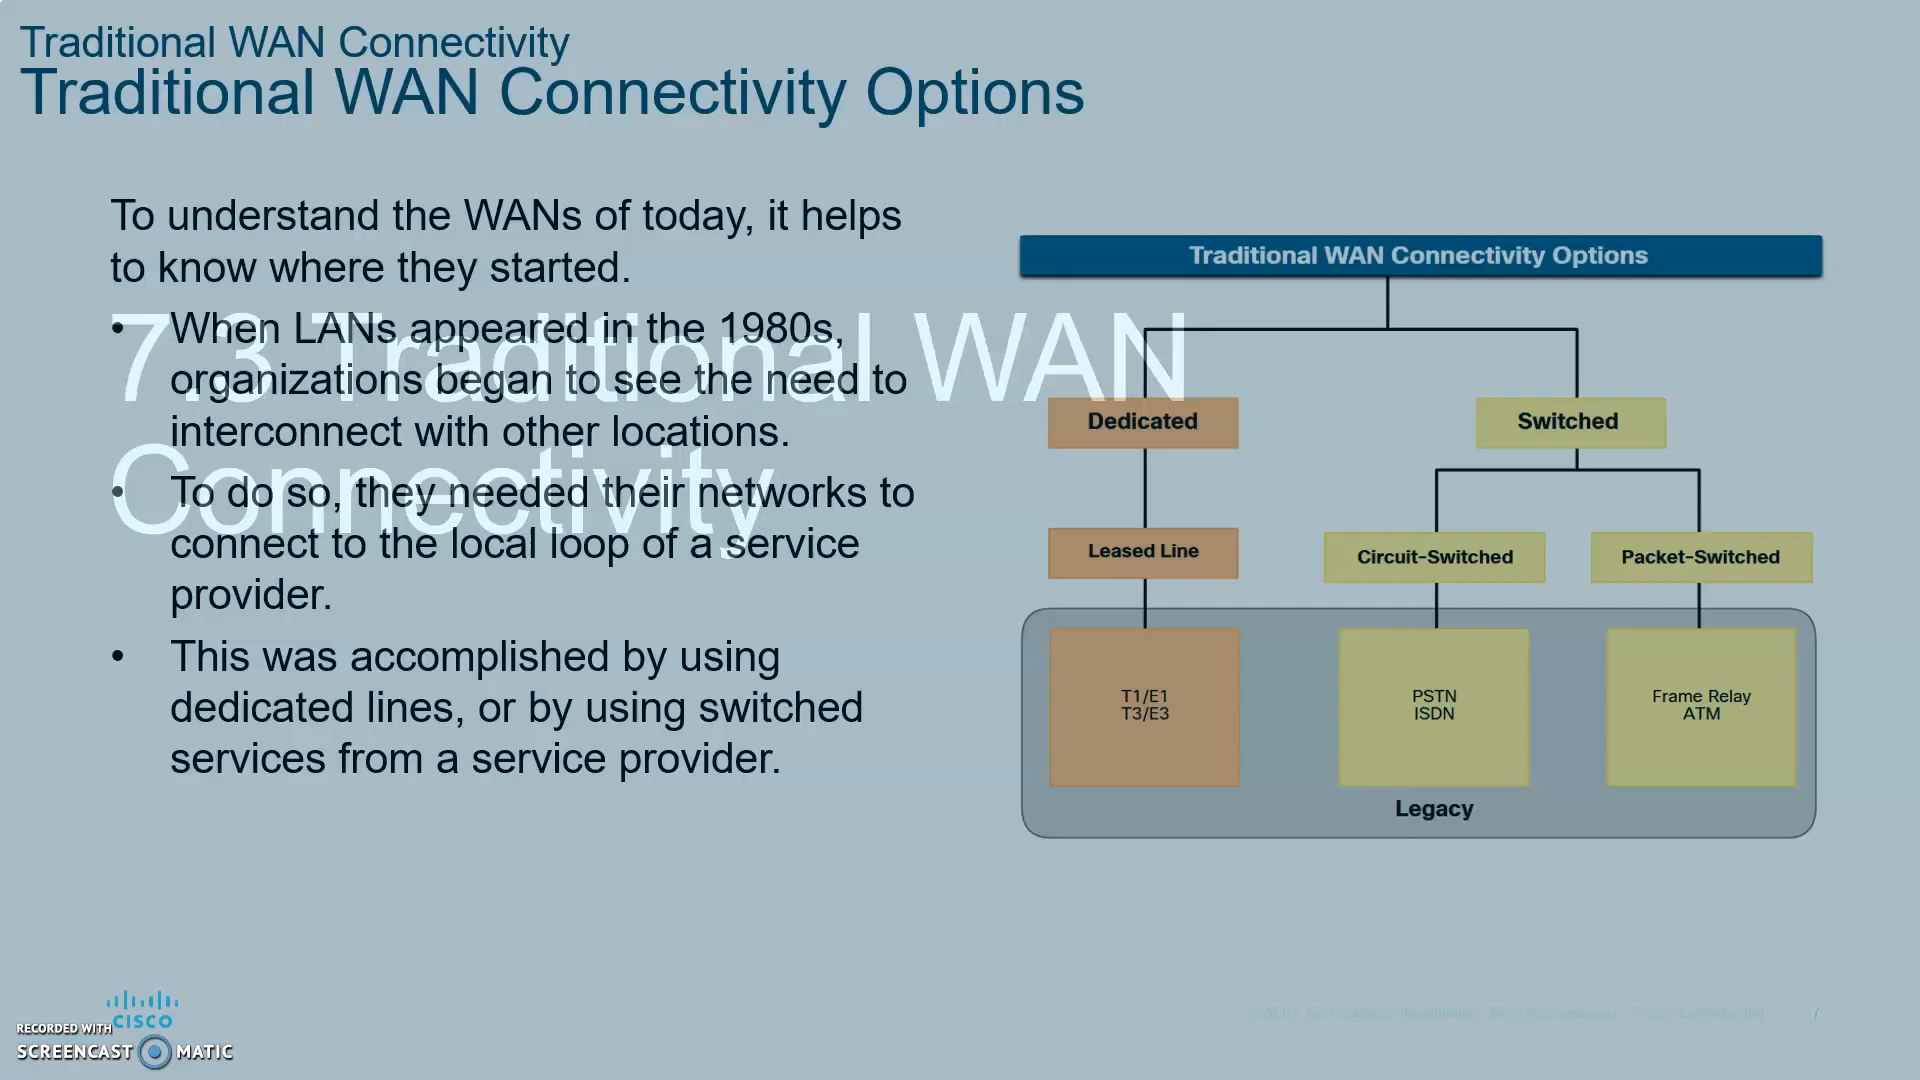 Traditional WAN Connectivity
Traditional WAN Connectivity Options
To understand the WANs of today, it helps
to know where they started.
• When LANs appeared in the 1980s,
organizations began to see the need to
interconnect with other locations.
• To do so, they needed their networks to
connect to the local loop of a service
provider.
• This was accomplished by using
dedicated lines, or by using switched
services from a service provider.
7.3 Traditional WAN
Connectivity
Traditional WAN Connectivity Options
Dedicated
Switched
Leased Line
Circuit-Switched
Packet-Switched
T1/E1
T3/E3
PSTN
ISDN
Frame Relay
ATM
Legacy
CISCO
RECORDED WITH
SCREENCAST MATIC
7